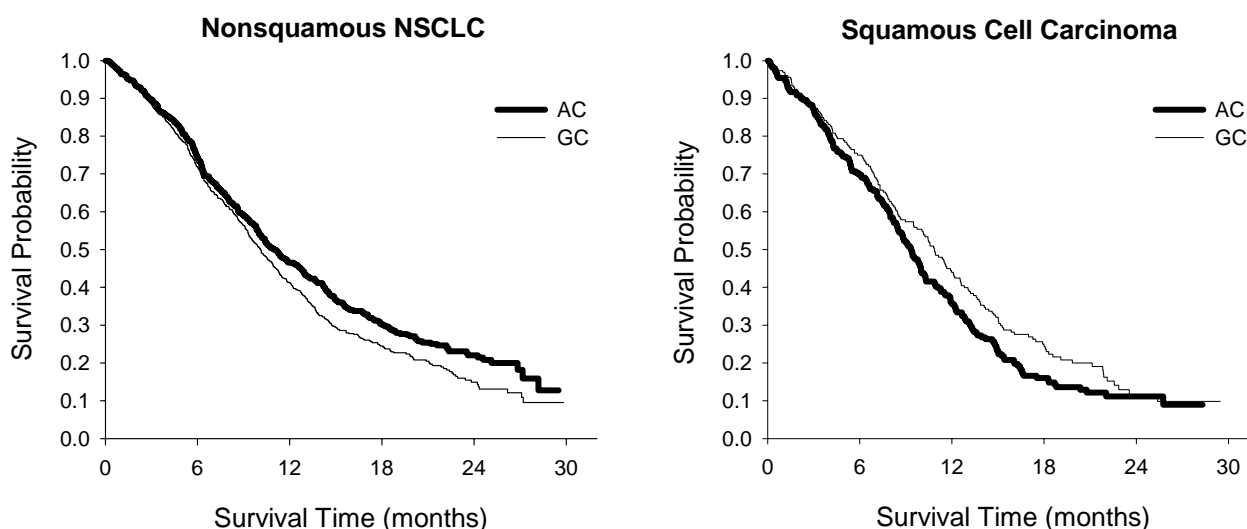 Nonsquamous NSCLC
Survival Probability
1.0
0.9
0.8
0.7
0.6
0.5
0.4
0.3
0.2
0.1
0.0
AC
GC
0 6 12 18 24 30
Survival Time (months)
Squamous Cell Carcinoma
Survival Probability
1.0
0.9
0.8
0.7
0.6
0.5
0.4
0.3
0.2
0.1
0.0
AC
GC
0 6 12 18 24 30
Survival Time (months)